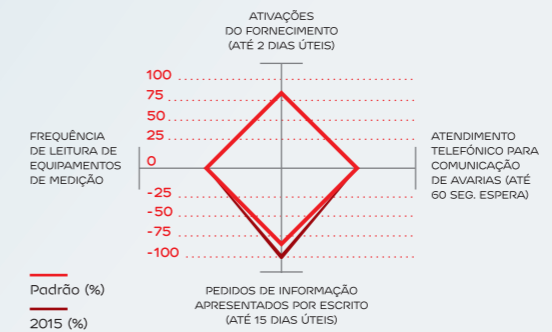 ATIVAÇÕES
DO FORNECIMENTO
(ATÉ 2 DIAS ÚTEIS)
100
75
50
25
0
-25
-50
-75
-100
FREQUÊNCIA
DE LEITURA DE
EQUIPAMENTOS
DE MEDIÇÃO
ATENDIMENTO
TELEFÓNICO PARA
COMUNICAÇÃO
DE AVARIAS (ATÉ
60 SEG. ESPERA)
PEDIDOS DE INFORMAÇÃO
APRESENTADOS POR ESCRITO
(ATÉ 15 DIAS ÚTEIS)
Padrão (%)
2015 (%)